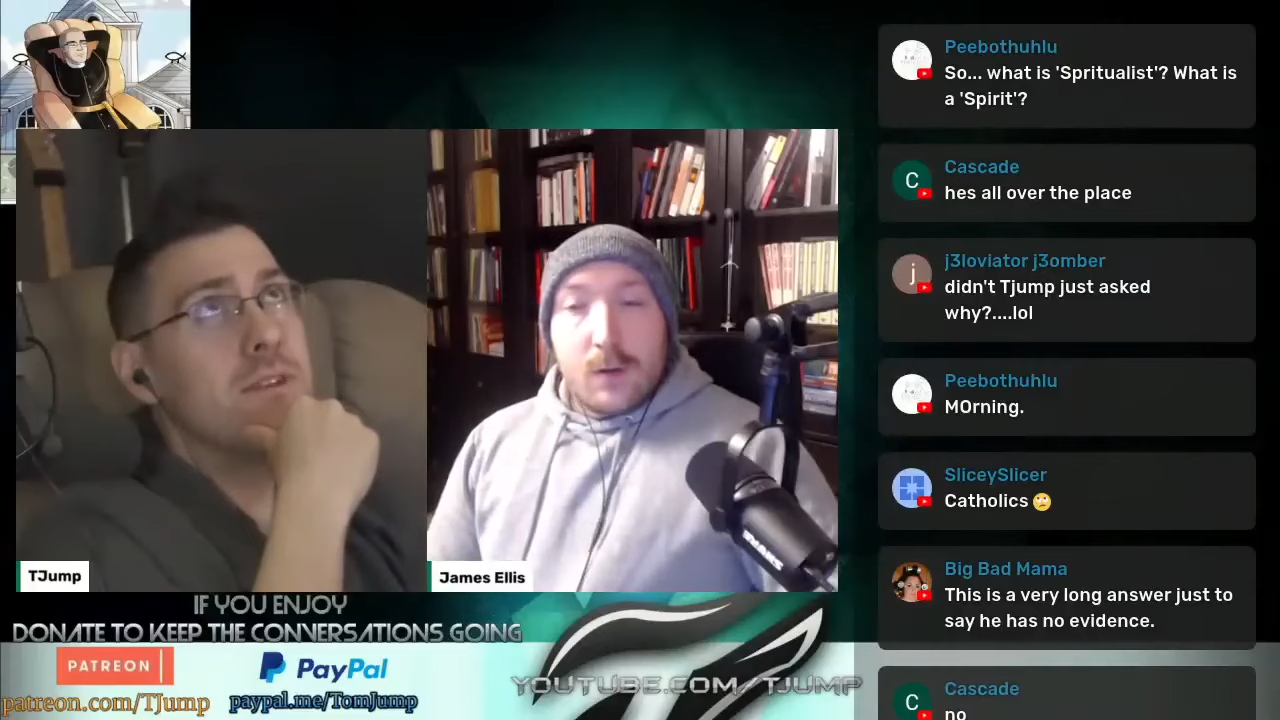 Peebothuhlu
So... what is 'Spritualist'? What is
a 'Spirit'?
C
Cascade
hes all over the place
j
j3loviator j3omber
didn't Tjump just asked
why?....lol
Peebothuhlu
MOrning.
SliceySlicer
Catholics 🙄
Big Bad Mama
This is a very long answer just to
say he has no evidence.
C
Cascade
no
TJump
James Ellis
IF YOU ENJOY
DONATE TO KEEP THE CONVERSATIONS GOING
PATREON
PayPal
patreon.com/TJump
paypal.me/TomJump
YOUTUBE.COM/TJUMP